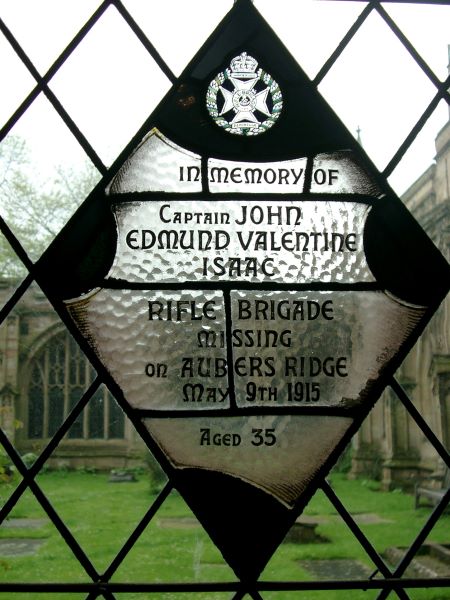 IN MEMORY OF
CAPTAIN JOHN
EDMUND VALENTINE
ISAAC
RIFLE BRIGADE
MISSING
ON AUBERS RIDGE
MAY 9TH 1915
AGED 35